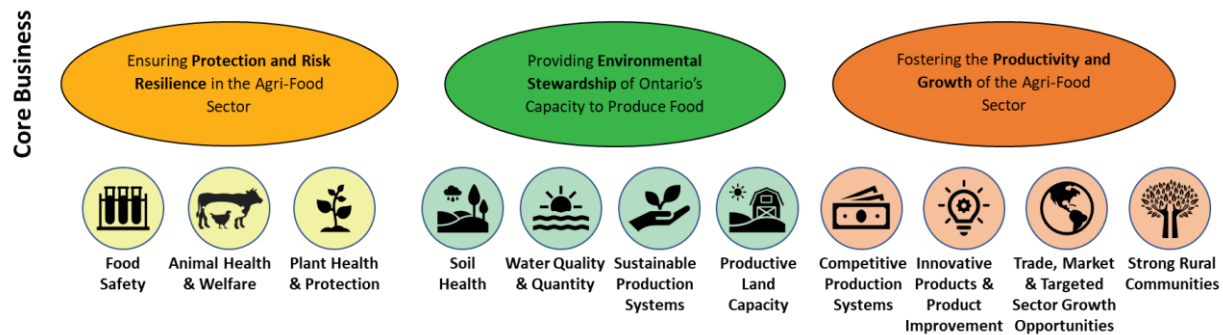 Core Business
Ensuring Protection and Risk
Resilience in the Agri-Food
Sector
Providing Environmental
Stewardship of Ontario's
Capacity to Produce Food
Fostering the Productivity and
Growth of the Agri-Food
Sector
Food
Safety
Animal Health
& Welfare
Plant Health
& Protection
Soil
Health
Water Quality
& Quantity
Sustainable
Production
Systems
Productive
Land
Capacity
Competitive
Production
Systems
Innovative
Products &
Product
Improvement
Trade, Market
& Targeted
Sector Growth
Opportunities
Strong Rural
Communities